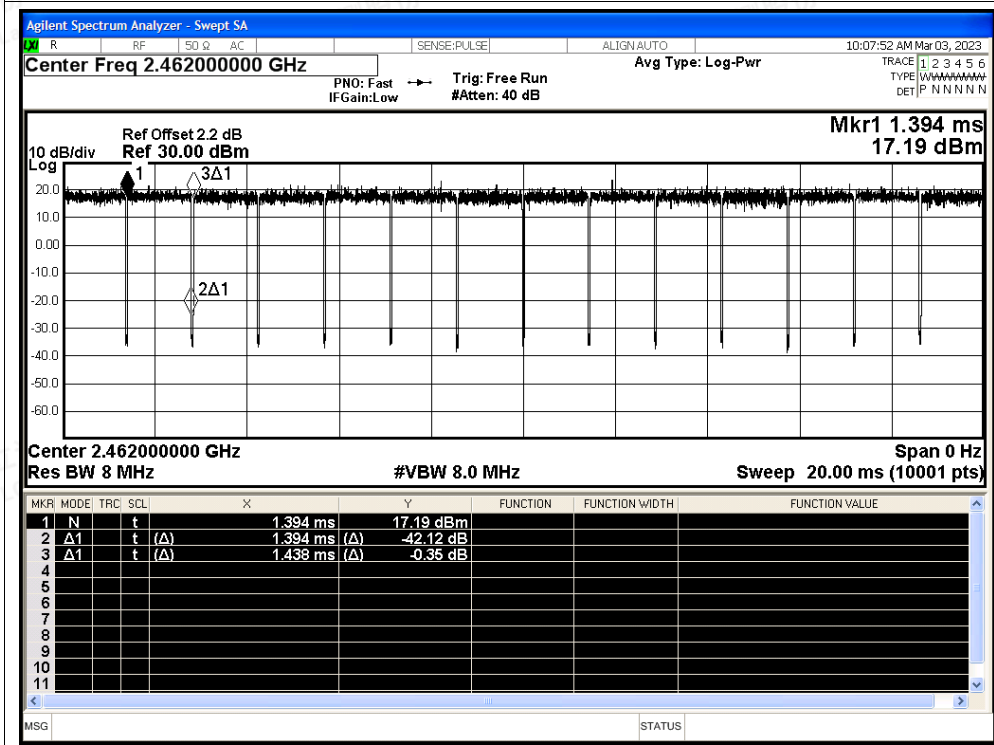 Agilent Spectrum Analyzer - Swept SA
LXI R RF 50 Ω AC SENSE:PULSE ALIGN AUTO 10:07:52 AM Mar 03, 2023
Center Freq 2.462000000 GHz Avg Type: Log-Pwr TRACE 1 2 3 4 5 6
PNO: Fast Trig: Free Run TYPE WWWWWW
IFGain:Low #Atten: 40 dB DET P N N N N N
Mkr1 1.394 ms
17.19 dBm
Ref Offset 2.2 dB
10 dB/div Ref 30.00 dBm
Log
1 3Δ1
20.0
10.0
0.00
-10.0
2Δ1
-20.0
-30.0
-40.0
-50.0
-60.0
Center 2.462000000 GHz Span 0 Hz
Res BW 8 MHz #VBW 8.0 MHz Sweep 20.00 ms (10001 pts)
MKR MODE TRC SCL X Y FUNCTION FUNCTION WIDTH FUNCTION VALUE
1 N t 1.394 ms 17.19 dBm
2 Δ1 t (Δ) 1.394 ms (Δ) -42.12 dB
3 Δ1 t (Δ) 1.438 ms (Δ) -0.35 dB
4
5
6
7
8
9
10
11
MSG STATUS